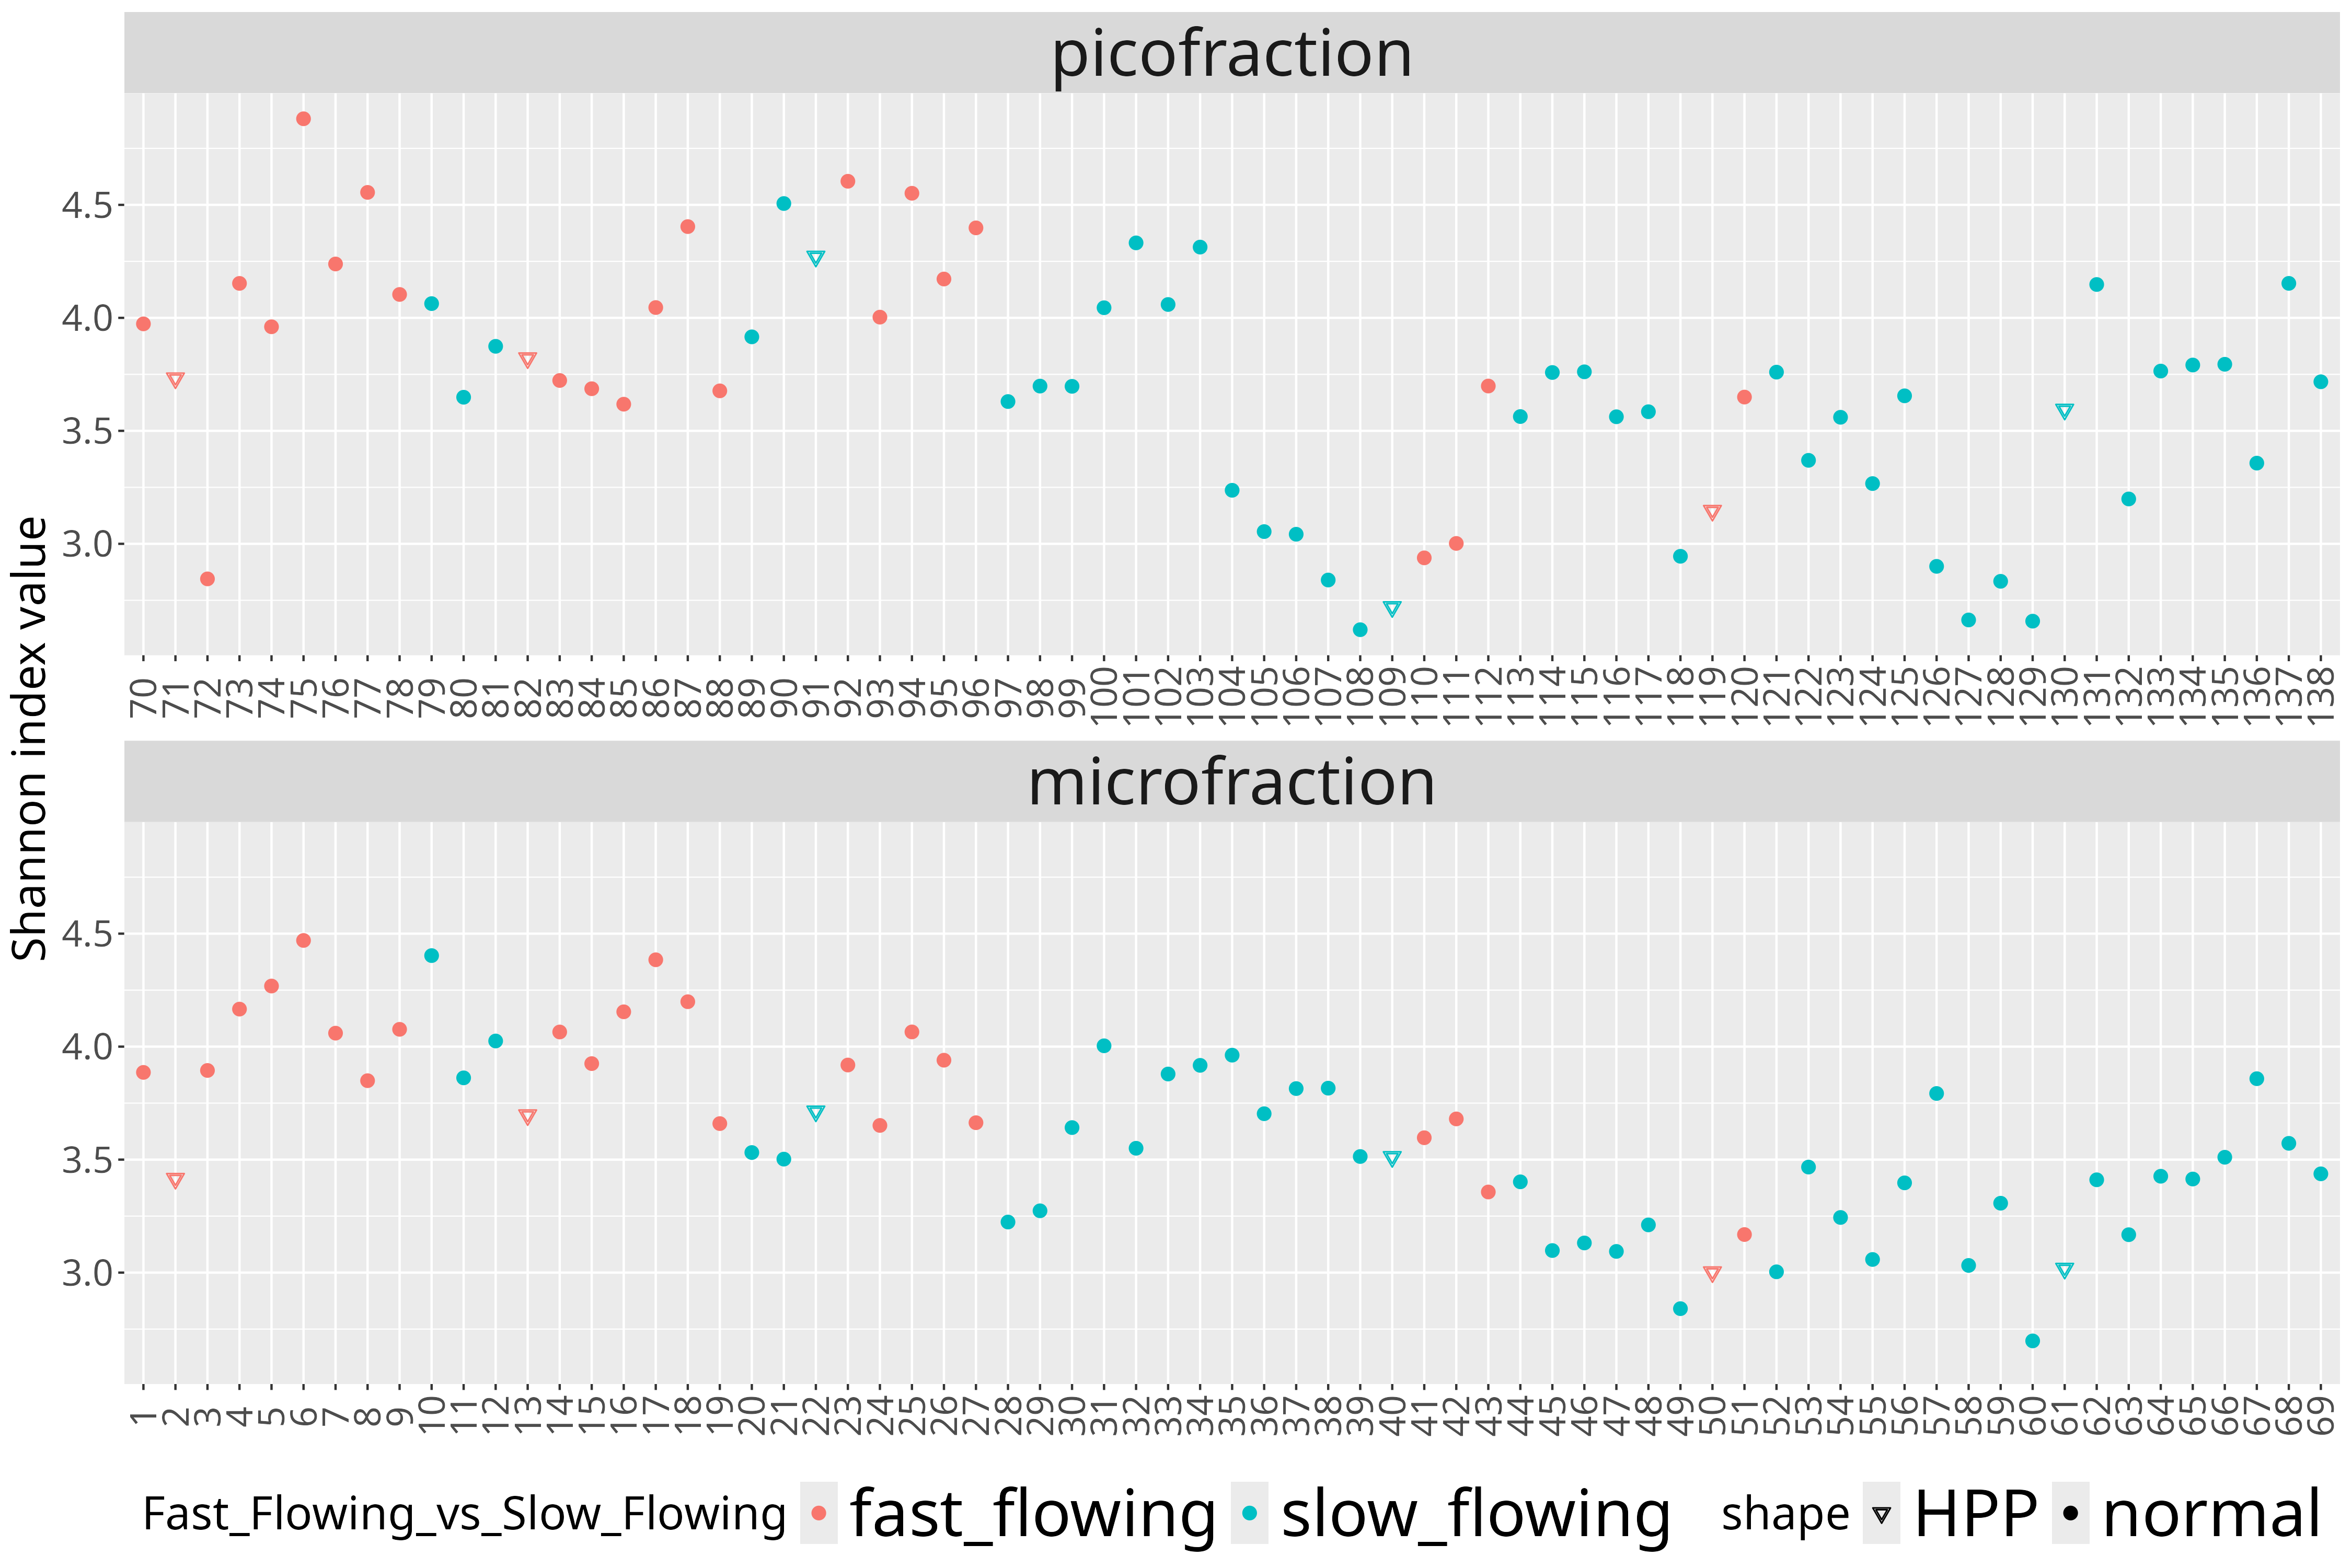 picofraction
Shannon index value
4.5
4.0
3.5
3.0
70 71 72 73 74 75 76 77 78 79 80 81 82 83 84 85 86 87 88 89 90 91 92 93 94 95 96 97 98 99 100 101 102 103 104 105 106 107 108 109 110 111 112 113 114 115 116 117 118 119 120 121 122 123 124 125 126 127 128 129 130 131 132 133 134 135 136 137 138
microfraction
4.5
4.0
3.5
3.0
1 2 3 4 5 6 7 8 9 10 11 12 13 14 15 16 17 18 19 20 21 22 23 24 25 26 27 28 29 30 31 32 33 34 35 36 37 38 39 40 41 42 43 44 45 46 47 48 49 50 51 52 53 54 55 56 57 58 59 60 61 62 63 64 65 66 67 68 69
Fast_Flowing_vs_Slow_Flowing fast_flowing slow_flowing shape HPP normal